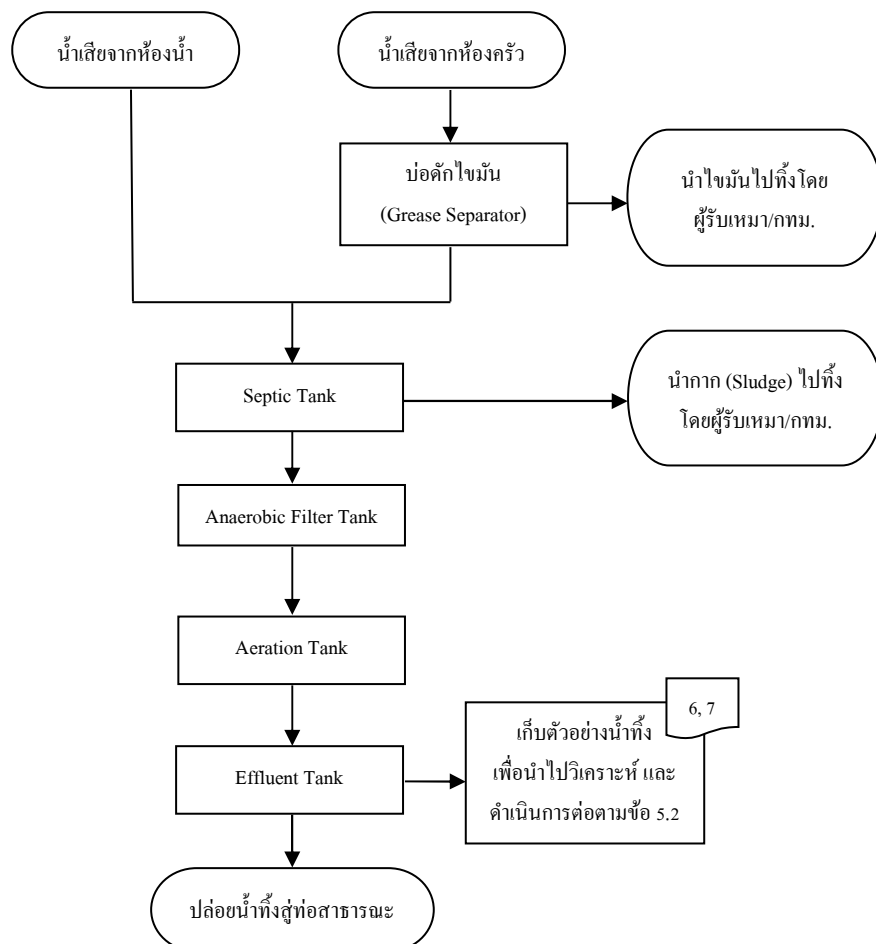 น้ำเสียจากห้องน้ำ
น้ำเสียจากห้องครัว
บ่อดักไขมัน
(Grease Separator)
นำไขมันไปทิ้งโดย
ผู้รับเหมา/กทม.
Septic Tank
นำกาก (Sludge) ไปทิ้ง
โดยผู้รับเหมา/กทม.
Anaerobic Filter Tank
Aeration Tank
6, 7
Effluent Tank
เก็บตัวอย่างน้ำทิ้ง
เพื่อนำไปวิเคราะห์ และ
ดำเนินการต่อตามข้อ 5.2
ปล่อยน้ำทิ้งสู่ท่อสาธารณะ